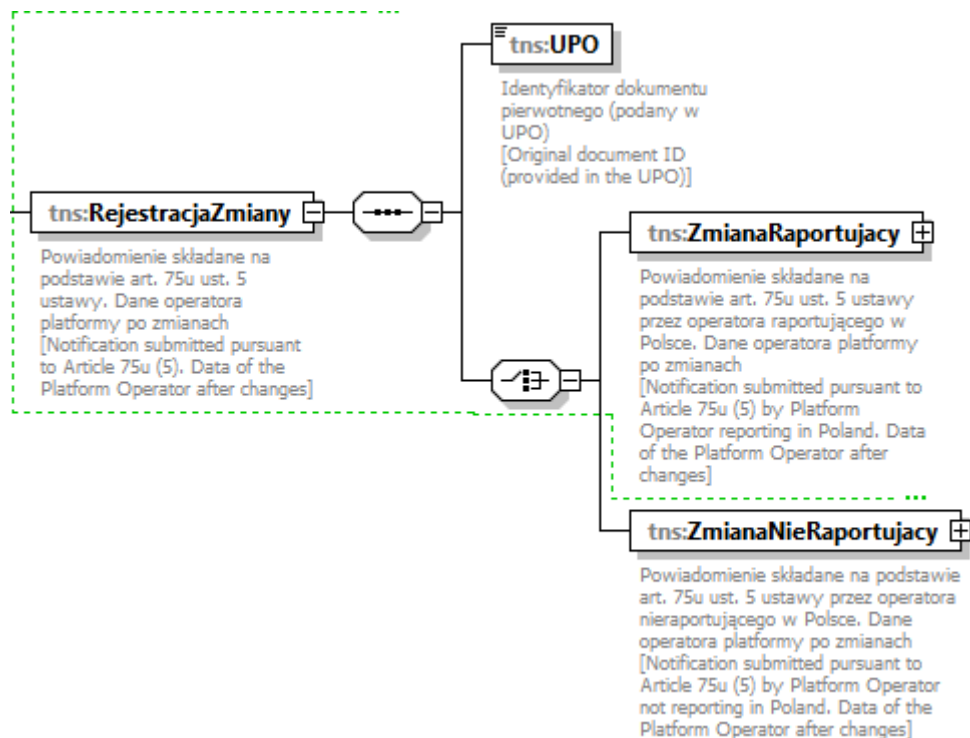 tns:UPO
Identyfikator dokumentu
pierwotnego (podany w
UPO)
[Original document ID
(provided in the UPO)]
tns:RejestracjaZmiany
Powiadomienie składane na
podstawie art. 75u ust. 5
ustawy. Dane operatora
platformy po zmianach
[Notification submitted pursuant
to Article 75u (5). Data of the
Platform Operator after changes]
tns:ZmianaRaportujacy
Powiadomienie składane na
podstawie art. 75u ust. 5 ustawy
przez operatora raportującego w
Polsce. Dane operatora platformy
po zmianach
[Notification submitted pursuant to
Article 75u (5) by Platform
Operator reporting in Poland. Data
of the Platform Operator after
changes]
tns:ZmianaNieRaportujacy
Powiadomienie składane na podstawie
art. 75u ust. 5 ustawy przez operatora
nieraportującego w Polsce. Dane
operatora platformy po zmianach
[Notification submitted pursuant to
Article 75u (5) by Platform Operator
not reporting in Poland. Data of the
Platform Operator after changes]